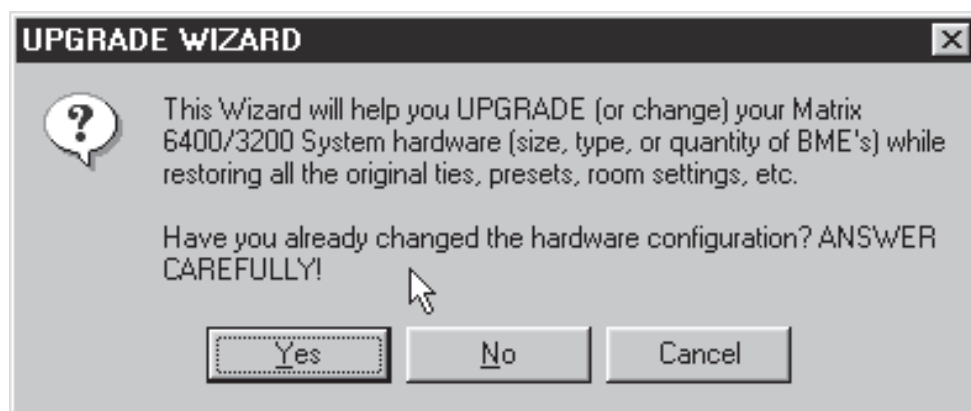 UPGRADE WIZARD
This Wizard will help you UPGRADE (or change) your Matrix
6400/3200 System hardware (size, type, or quantity of BME's) while
restoring all the original ties, presets, room settings, etc.
Have you already changed the hardware configuration? ANSWER
CAREFULLY!
Yes No Cancel